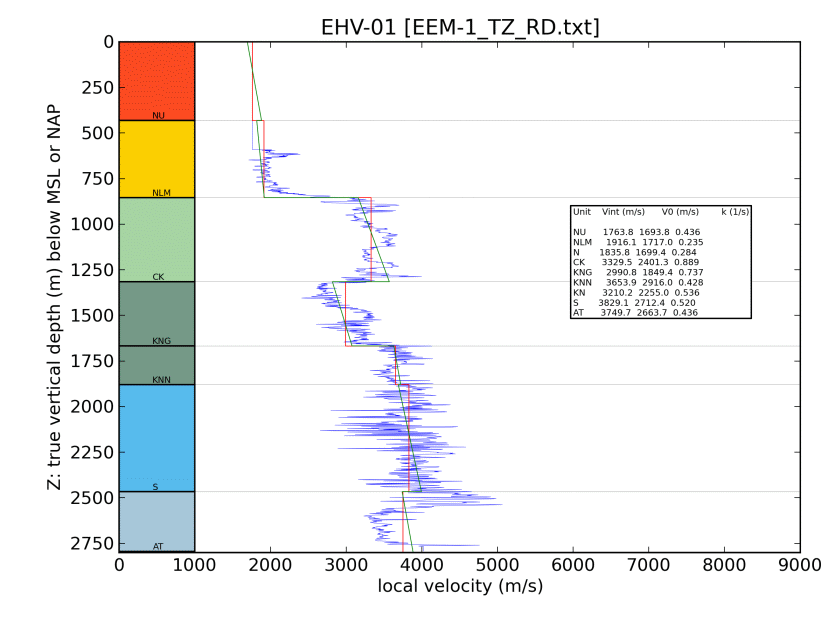 EHV-01 [EEM-1_TZ_RD.txt]
Z: true vertical depth (m) below MSL or NAP
0
250
500
750
1000
1250
1500
1750
2000
2250
2500
2750
NU
NLM
CK
KNG
KNN
S
AT
Unit Vint (m/s) V0 (m/s) k (1/s)
NU 1763.8 1693.8 0.436
NLM 1916.1 1717.0 0.235
N 1835.8 1699.4 0.284
CK 3329.5 2401.3 0.889
KNG 2990.8 1849.4 0.737
KNN 3653.9 2916.0 0.428
KN 3210.2 2255.0 0.536
S 3829.1 2712.4 0.520
AT 3749.7 2663.7 0.436
0 1000 2000 3000 4000 5000 6000 7000 8000 9000
local velocity (m/s)